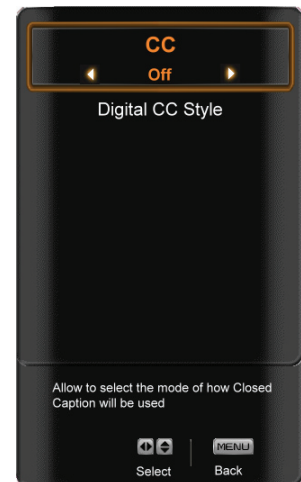 CC
Off
Digital CC Style
Allow to select the mode of how Closed
Caption will be used
MENU
Select Back